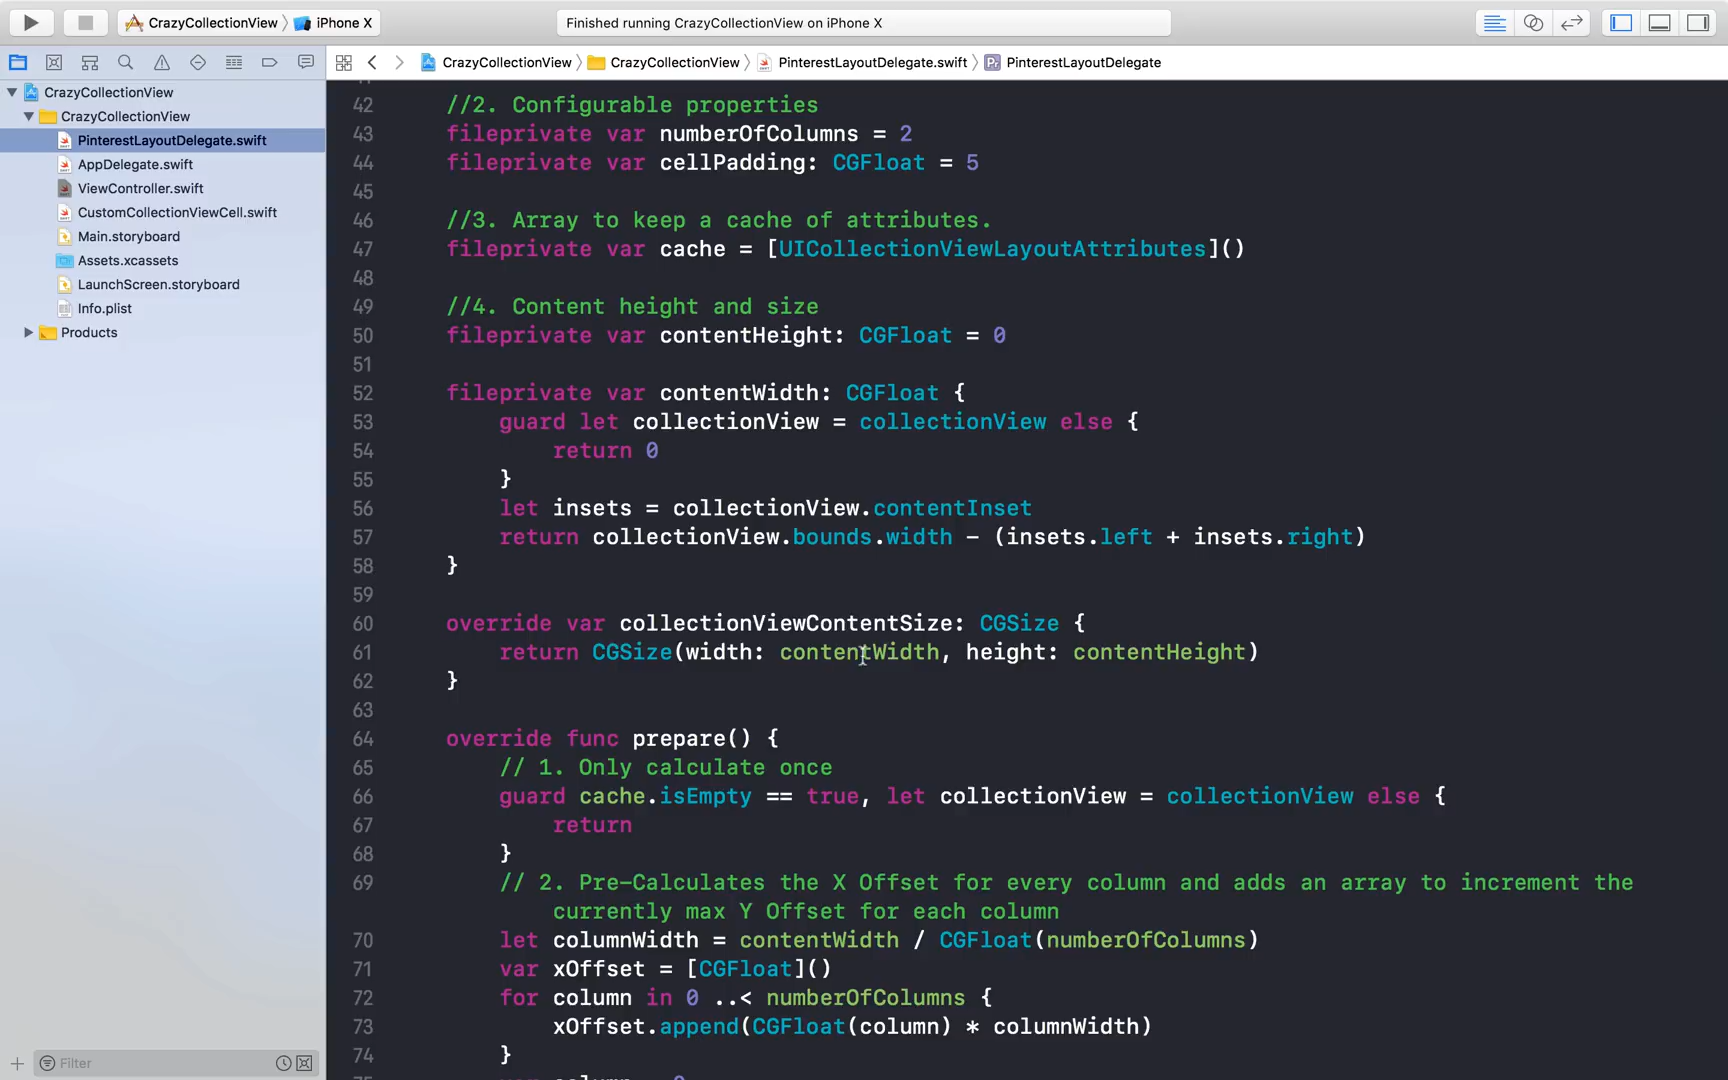 CrazyCollectionView 〉 iPhone X
Finished running CrazyCollectionView on iPhone X
CrazyCollectionView 〉 CrazyCollectionView 〉 PinterestLayoutDelegate.swift 〉 Pr PinterestLayoutDelegate
CrazyCollectionView
CrazyCollectionView
PinterestLayoutDelegate.swift
AppDelegate.swift
ViewController.swift
CustomCollectionViewCell.swift
Main.storyboard
Assets.xcassets
LaunchScreen.storyboard
Info.plist
Products
Filter
42 //2. Configurable properties
43 fileprivate var numberOfColumns = 2
44 fileprivate var cellPadding: CGFloat = 5
45
46 //3. Array to keep a cache of attributes.
47 fileprivate var cache = [UICollectionViewLayoutAttributes]()
48
49 //4. Content height and size
50 fileprivate var contentHeight: CGFloat = 0
51
52 fileprivate var contentWidth: CGFloat {
53 guard let collectionView = collectionView else {
54 return 0
55 }
56 let insets = collectionView.contentInset
57 return collectionView.bounds.width - (insets.left + insets.right)
58 }
59
60 override var collectionViewContentSize: CGSize {
61 return CGSize(width: contentWidth, height: contentHeight)
62 }
63
64 override func prepare() {
65 // 1. Only calculate once
66 guard cache.isEmpty == true, let collectionView = collectionView else {
67 return
68 }
69 // 2. Pre-Calculates the X Offset for every column and adds an array to increment the
currently max Y Offset for each column
70 let columnWidth = contentWidth / CGFloat(numberOfColumns)
71 var xOffset = [CGFloat]()
72 for column in 0 ..< numberOfColumns {
73 xOffset.append(CGFloat(column) * columnWidth)
74 }